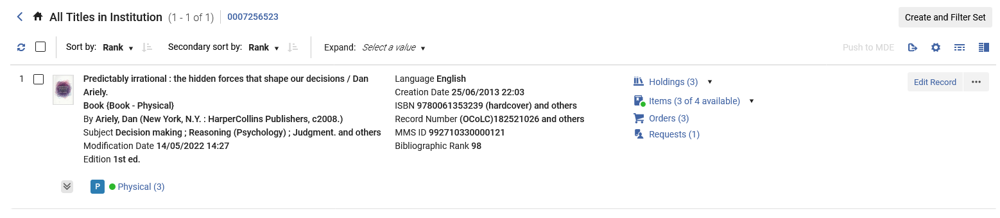 All Titles in Institution (1 - 1 of 1) 0007256523 Create and Filter Set
Sort by: Rank Secondary sort by: Rank Expand: Select a value Push to MDE
1 Predictably irrational : the hidden forces that shape our decisions / Dan
Ariely.
Book {Book - Physical}
By Ariely, Dan (New York, N.Y. : HarperCollins Publishers, c2008.)
Subject Decision making ; Reasoning (Psychology) ; Judgment. and others
Modification Date 14/05/2022 14:27
Edition 1st ed.
Language English
Creation Date 25/06/2013 22:03
ISBN 9780061353239 (hardcover) and others
Record Number (OCoLC)182521026 and others
MMS ID 992710330000121
Bibliographic Rank 98
Holdings (3)
Items (3 of 4 available)
Orders (3)
Requests (1)
Edit Record
P Physical (3)